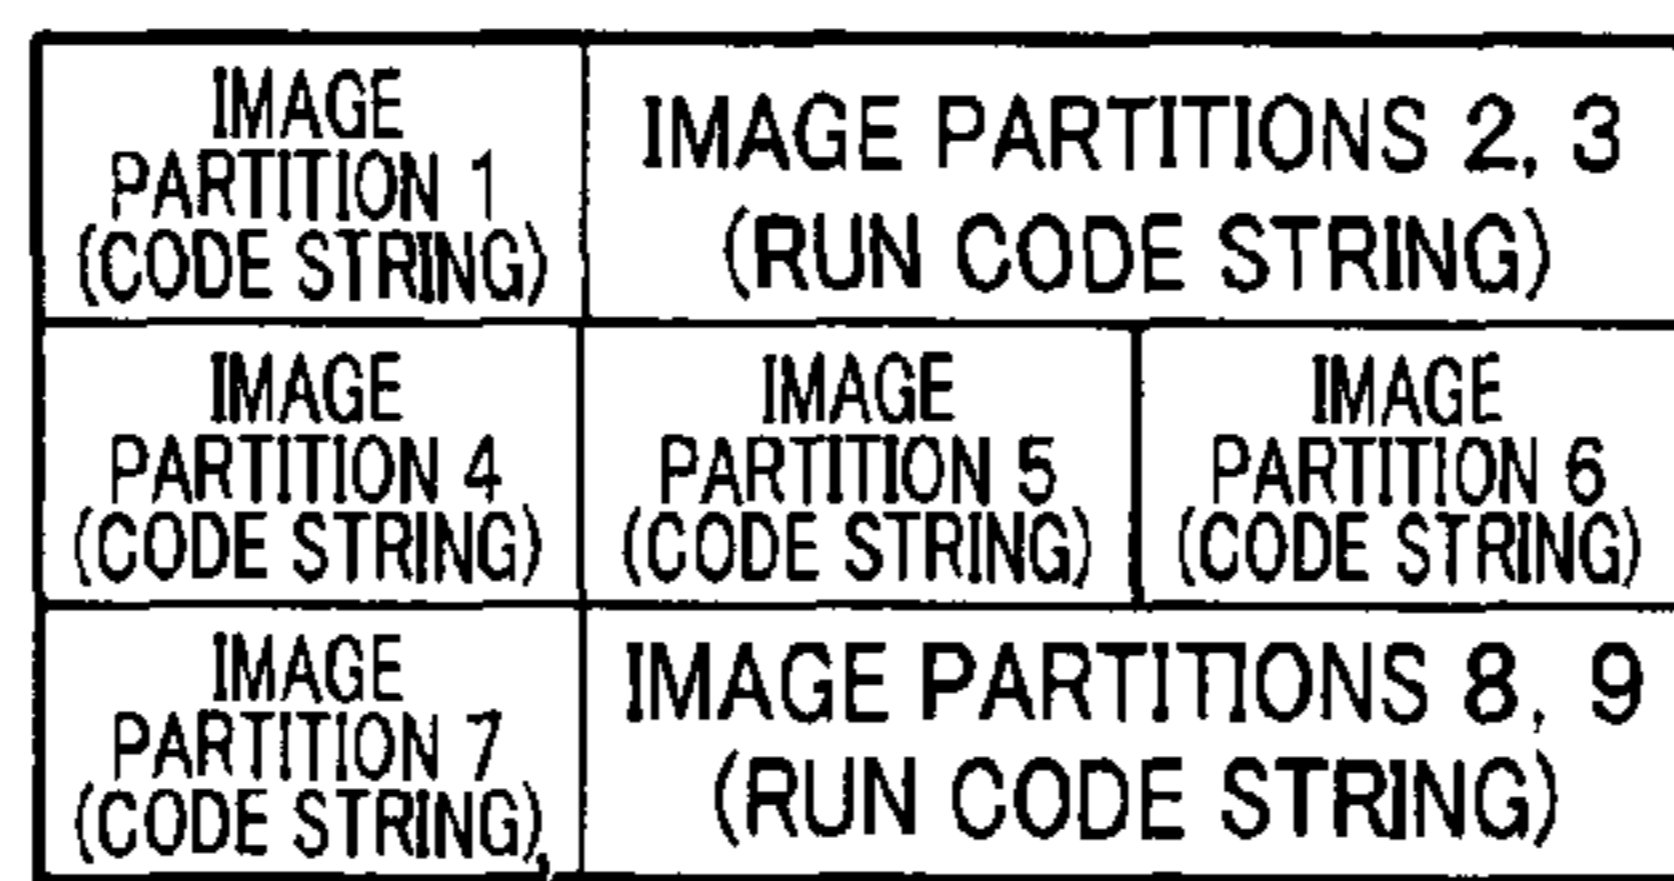 IMAGE
PARTITION 1
(CODE STRING)
IMAGE PARTITIONS 2, 3
(RUN CODE STRING)
IMAGE
PARTITION 4
(CODE STRING)
IMAGE
PARTITION 5
(CODE STRING)
IMAGE
PARTITION 6
(CODE STRING)
IMAGE
PARTITION 7
(CODE STRING)
IMAGE PARTITIONS 8, 9
(RUN CODE STRING)